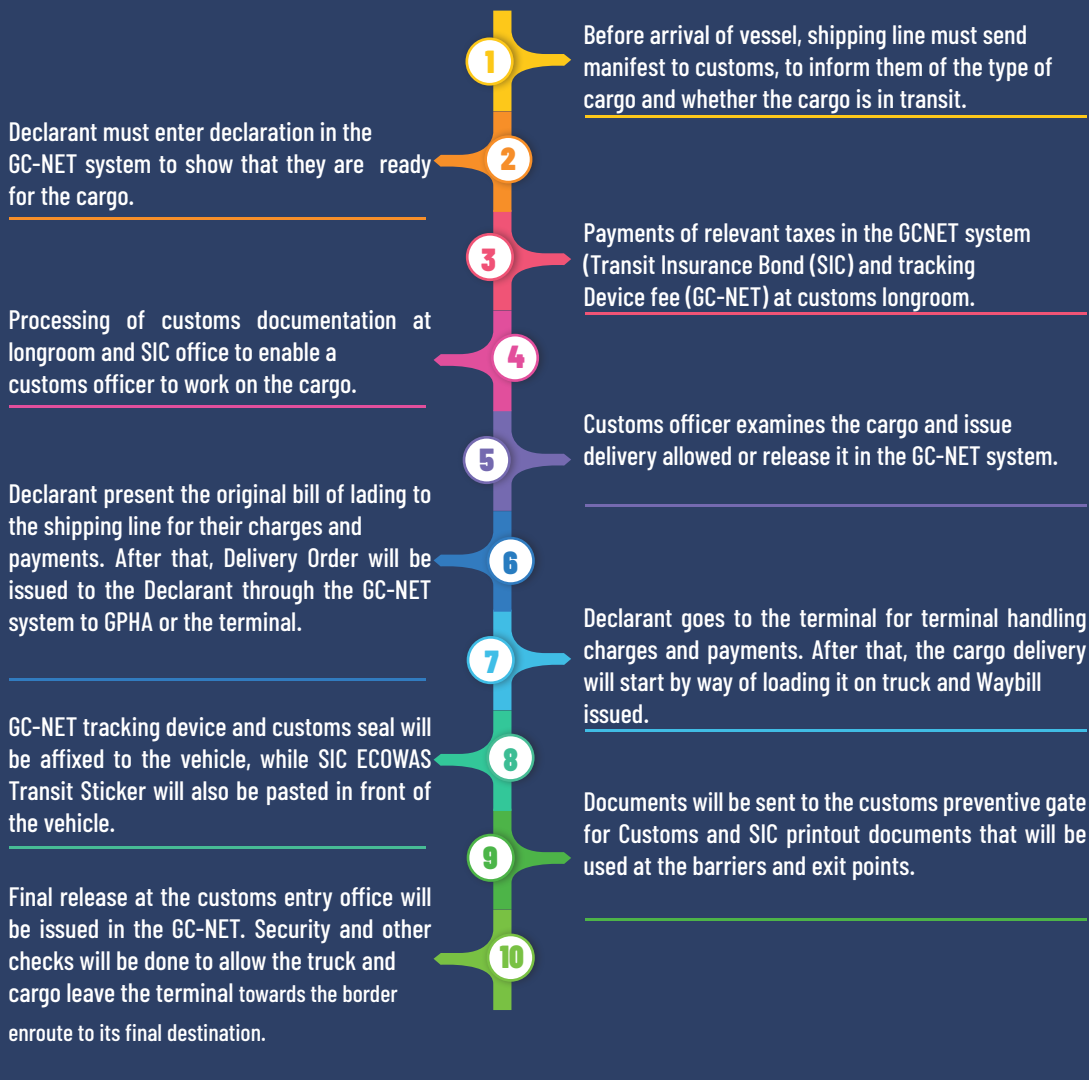 1
Before arrival of vessel, shipping line must send
manifest to customs, to inform them of the type of
cargo and whether the cargo is in transit.
2
Declarant must enter declaration in the
GC-NET system to show that they are ready
for the cargo.
3
Payments of relevant taxes in the GCNET system
(Transit Insurance Bond (SIC) and tracking
Device fee (GC-NET) at customs longroom.
4
Processing of customs documentation at
longroom and SIC office to enable a
customs officer to work on the cargo.
5
Customs officer examines the cargo and issue
delivery allowed or release it in the GC-NET system.
6
Declarant present the original bill of lading to
the shipping line for their charges and
payments. After that, Delivery Order will be
issued to the Declarant through the GC-NET
system to GPHA or the terminal.
7
Declarant goes to the terminal for terminal handling
charges and payments. After that, the cargo delivery
will start by way of loading it on truck and Waybill
issued.
8
GC-NET tracking device and customs seal will
be affixed to the vehicle, while SIC ECOWAS
Transit Sticker will also be pasted in front of
the vehicle.
9
Documents will be sent to the customs preventive gate
for Customs and SIC printout documents that will be
used at the barriers and exit points.
10
Final release at the customs entry office will
be issued in the GC-NET. Security and other
checks will be done to allow the truck and
cargo leave the terminal towards the border
enroute to its final destination.